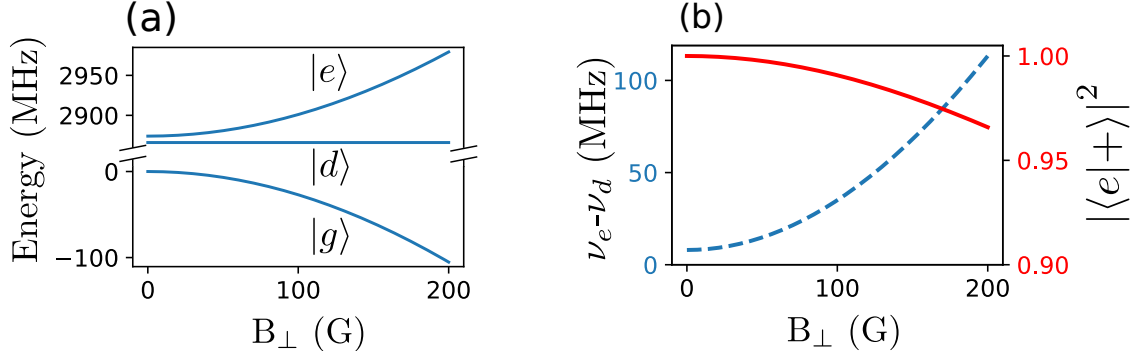 (a)
Energy (MHz)
2950
2900
0
−100
|e⟩
|d⟩
|g⟩
0
100
200
B⊥ (G)
(b)
νe-νd (MHz)
100
50
0
1.00
0.95
0.90
|⟨e|+⟩|²
0
100
200
B⊥ (G)